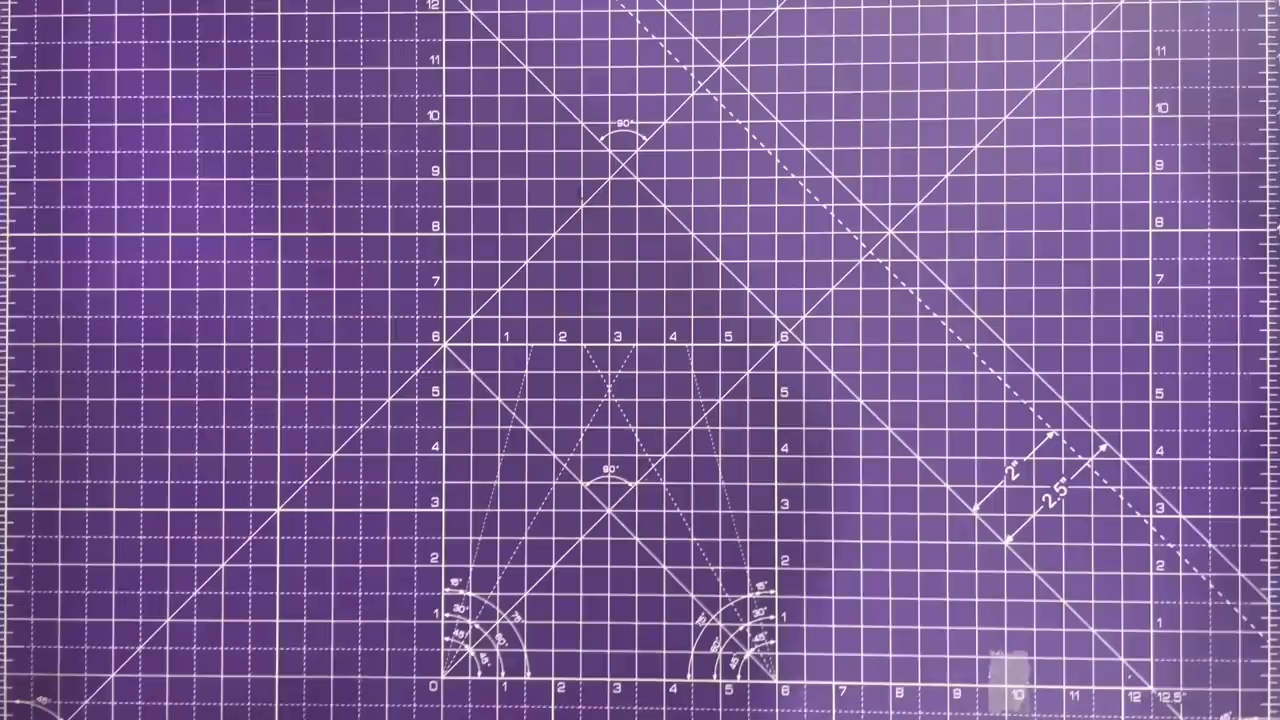 12
11
11
10
10
90°
9
9
8
8
7
7
6 1 2 3 4 5 6 6
5 5 5
4 4 4
90°
2"
2.5"
3 3 3
2 2 2
15° 15°
1 30° 75° 30° 1 1
45° 60° 60° 45°
45° 45°
0 1 2 3 4 5 6 7 8 9 10 11 12 12.5"
45°